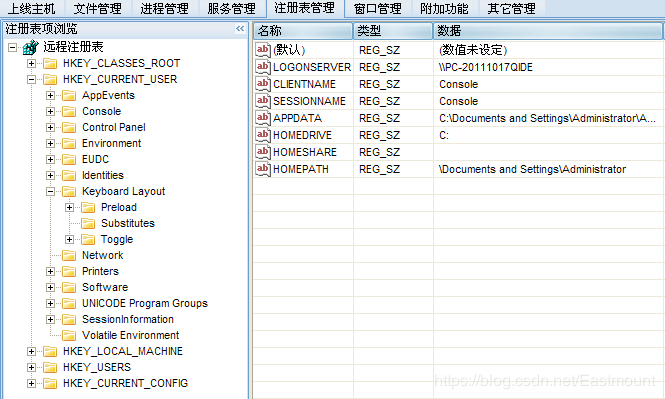 上线主机 文件管理 进程管理 服务管理 注册表管理 窗口管理 附加功能 其它管理
注册表项浏览
远程注册表
HKEY_CLASSES_ROOT
HKEY_CURRENT_USER
AppEvents
Console
Control Panel
Environment
EUDC
Identities
Keyboard Layout
Preload
Substitutes
Toggle
Network
Printers
Software
UNICODE Program Groups
SessionInformation
Volatile Environment
HKEY_LOCAL_MACHINE
HKEY_USERS
HKEY_CURRENT_CONFIG
名称 类型 数据
(默认) REG_SZ (数值未设定)
LOGONSERVER REG_SZ \\PC-20111017QIDE
CLIENTNAME REG_SZ Console
SESSIONNAME REG_SZ Console
APPDATA REG_SZ C:\Documents and Settings\Administrator\A...
HOMEDRIVE REG_SZ C:
HOMESHARE REG_SZ
HOMEPATH REG_SZ \Documents and Settings\Administrator
https://blog.csdn.net/Eastmount